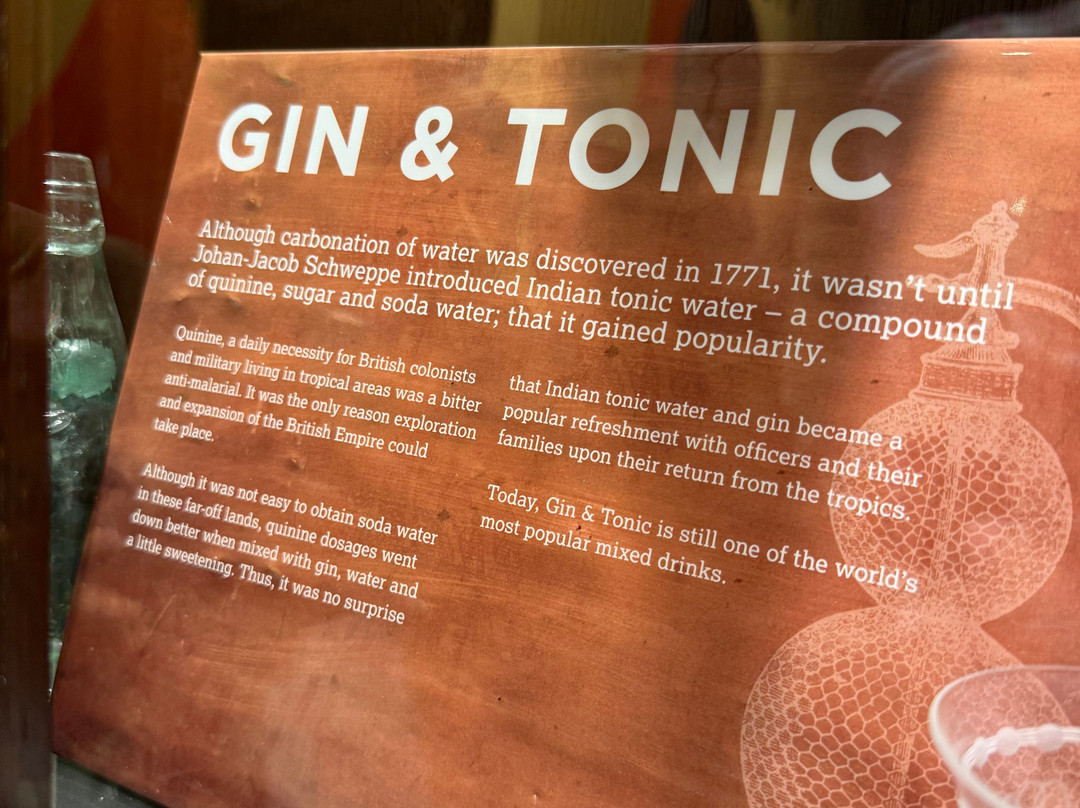 GIN & TONIC
Although carbonation of water was discovered in 1771, it wasn't until
Johan-Jacob Schweppe introduced Indian tonic water – a compound
of quinine, sugar and soda water; that it gained popularity.
Quinine, a daily necessity for British colonists
and military living in tropical areas was a bitter
anti-malarial. It was the only reason exploration
and expansion of the British Empire could
take place.
Although it was not easy to obtain soda water
in these far-off lands, quinine dosages went
down better when mixed with gin, water and
a little sweetening. Thus, it was no surprise
that Indian tonic water and gin became a
popular refreshment with officers and their
families upon their return from the tropics.
Today, Gin & Tonic is still one of the world's
most popular mixed drinks.